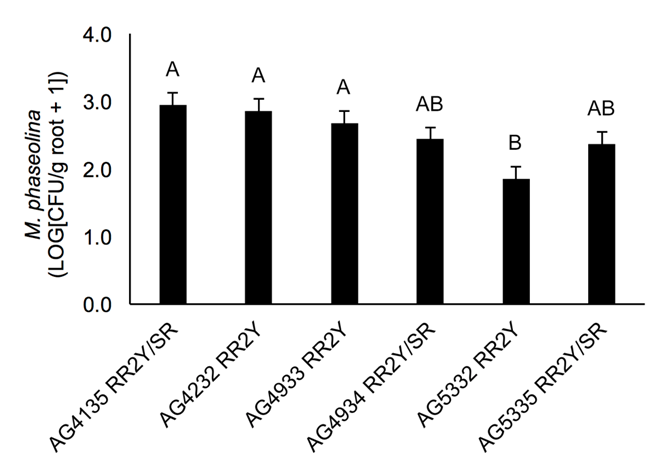 M. phaseolina
(LOG[CFU/g root + 1])
4.0
3.0
2.0
1.0
0.0
A
A
A
AB
B
AB
AG4135 RR2Y/SR
AG4232 RR2Y
AG4933 RR2Y
AG4934 RR2Y/SR
AG5332 RR2Y
AG5335 RR2Y/SR